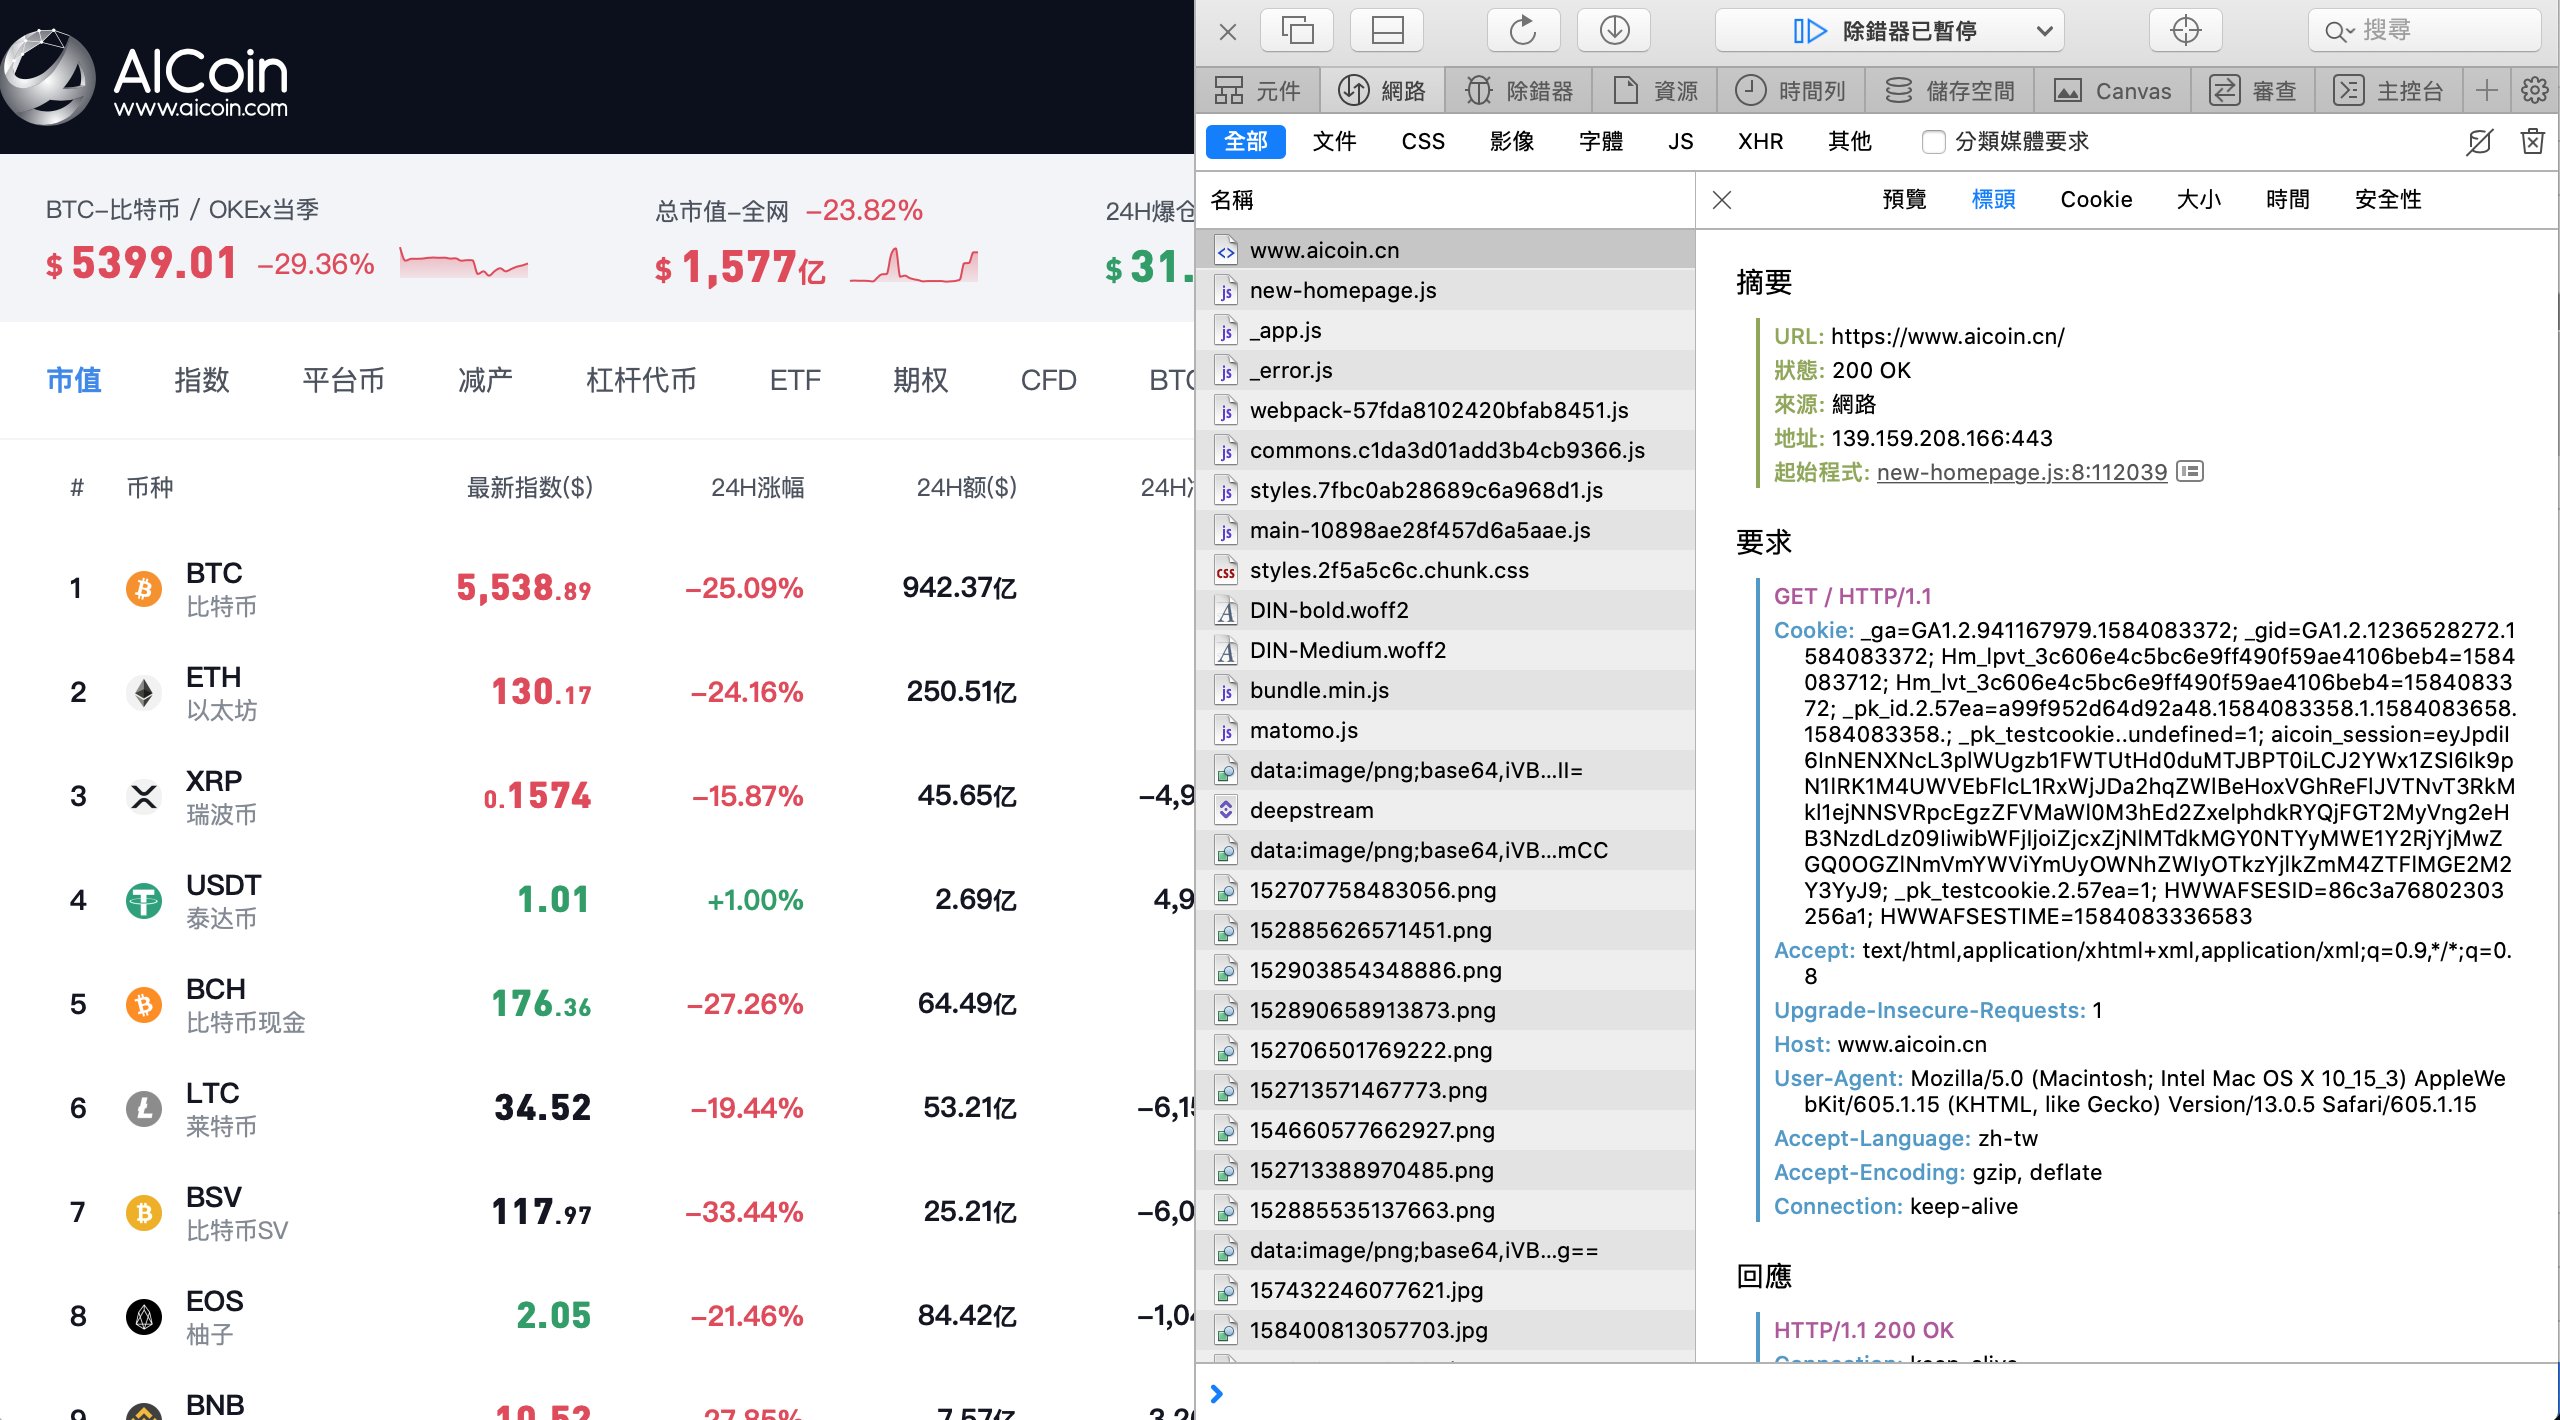 AICoin
www.aicoin.com
BTC-比特币 / OKEx当季
$ 5399.01 -29.36%
总市值-全网 -23.82%
$ 1,577亿
24H爆仓
$ 31.
市值 指数 平台币 减产 杠杆代币 ETF 期权 CFD
# 币种 最新指数($) 24H涨幅 24H额($) 24H
1 BTC 5,538.89 -25.09% 942.37亿
比特币
2 ETH 130.17 -24.16% 250.51亿
以太坊
3 XRP 0.1574 -15.87% 45.65亿 -4,9
瑞波币
4 USDT 1.01 +1.00% 2.69亿 4,9
泰达币
5 BCH 176.36 -27.26% 64.49亿
比特币现金
6 LTC 34.52 -19.44% 53.21亿 -6,1
莱特币
7 BSV 117.97 -33.44% 25.21亿 -6,0
比特币SV
8 EOS 2.05 -21.46% 84.42亿 -1,0
柚子
BNB
除錯器已暫停
搜尋
元件 網路 除錯器 資源 時間列 儲存空間 Canvas 審查 主控台
全部 文件 CSS 影像 字體 JS XHR 其他 分類媒體要求
名稱
www.aicoin.cn
new-homepage.js
_app.js
_error.js
webpack-57fda8102420bfab8451.js
commons.c1da3d01add3b4cb9366.js
styles.7fbc0ab28689c6a968d1.js
main-10898ae28f457d6a5aae.js
styles.2f5a5c6c.chunk.css
DIN-bold.woff2
DIN-Medium.woff2
bundle.min.js
matomo.js
data:image/png;base64,iVB...II=
deepstream
data:image/png;base64,iVB...mCC
152707758483056.png
152885626571451.png
152903854348886.png
152890658913873.png
152706501769222.png
152713571467773.png
154660577662927.png
152713388970485.png
152885535137663.png
data:image/png;base64,iVB...g==
157432246077621.jpg
158400813057703.jpg
預覽 標頭 Cookie 大小 時間 安全性
摘要
URL: https://www.aicoin.cn/
狀態: 200 OK
來源: 網路
地址: 139.159.208.166:443
起始程式: new-homepage.js:8:112039
要求
GET / HTTP/1.1
Cookie: _ga=GA1.2.941167979.1584083372; _gid=GA1.2.1236528272.1
584083372; Hm_lpvt_3c606e4c5bc6e9ff490f59ae4106beb4=1584
083712; Hm_lvt_3c606e4c5bc6e9ff490f59ae4106beb4=15840833
72; _pk_id.2.57ea=a99f952d64d92a48.1584083358.1.1584083658.
1584083358.; _pk_testcookie..undefined=1; aicoin_session=eyJpdiI
6InNENXNcL3pIWUgzb1FWTUtHd0duMTJBPT0iLCJ2YWx1ZSI6Ik9p
N1lRK1M4UWVEbFlcL1RxWjJDa2hqZWlBeHoxVGhReFlJVTNvT3RkM
kl1ejNNSVRpcEgzZFVMaWl0M3hEd2ZxelphdkRYQjFGT2MyVng2eH
B3NzdLdz09IiwibWFjIjoiZjcxZjNlMTdkMGY0NTYyMWE1Y2RjYjMwZ
GQ0OGZlNmVmYWViYmUyOWNhZWIyOTkzYjlkZmM4ZTFlMGE2M2
Y3YyJ9; _pk_testcookie.2.57ea=1; HWWAFSESID=86c3a76802303
256a1; HWWAFSESTIME=1584083336583
Accept: text/html,application/xhtml+xml,application/xml;q=0.9,*/*;q=0.
8
Upgrade-Insecure-Requests: 1
Host: www.aicoin.cn
User-Agent: Mozilla/5.0 (Macintosh; Intel Mac OS X 10_15_3) AppleWe
bKit/605.1.15 (KHTML, like Gecko) Version/13.0.5 Safari/605.1.15
Accept-Language: zh-tw
Accept-Encoding: gzip, deflate
Connection: keep-alive
回應
HTTP/1.1 200 OK